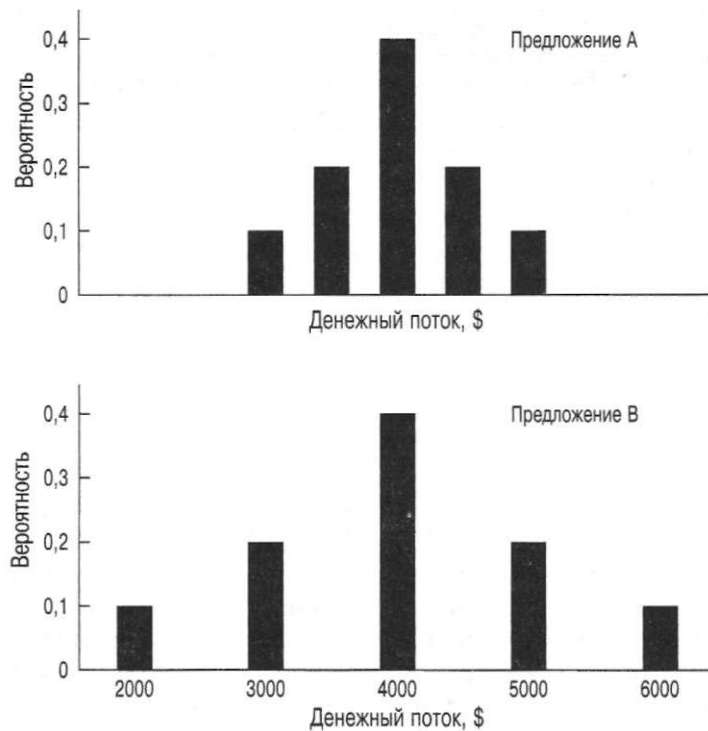 Предложение А
Вероятность
0,4
0,3
0,2
0,1
0
Денежный поток, $
Предложение В
Вероятность
0,4
0,3
0,2
0,1
0
2000 3000 4000 5000 6000
Денежный поток, $